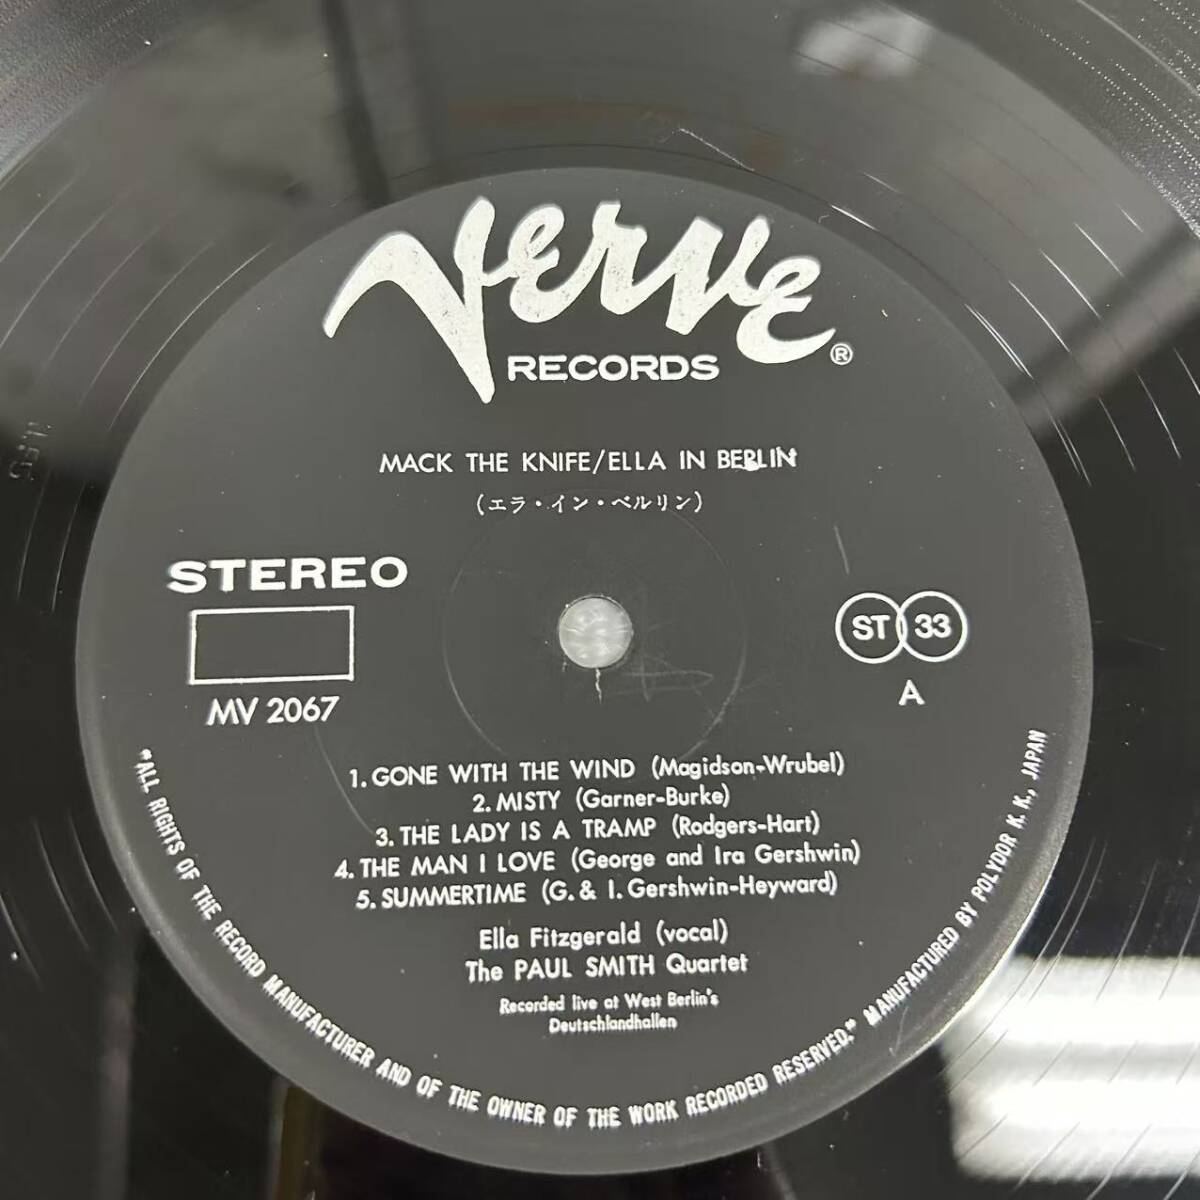 Verve
RECORDS ®
MACK THE KNIFE/ELLA IN BERLIN
(エラ・イン・ベルリン)
STEREO
MV 2067
ST 33
A
1. GONE WITH THE WIND (Magidson-Wrubel)
2. MISTY (Garner-Burke)
3. THE LADY IS A TRAMP (Rodgers-Hart)
4. THE MAN I LOVE (George and Ira Gershwin)
5. SUMMERTIME (G. & I. Gershwin-Heyward)
Ella Fitzgerald (vocal)
The PAUL SMITH Quartet
Recorded live at West Berlin's
Deutschlandhallen
"ALL RIGHTS OF THE RECORD MANUFACTURER AND OF THE OWNER OF THE WORK RECORDED RESERVED." MANUFACTURED BY POLYDOR K. K., JAPAN